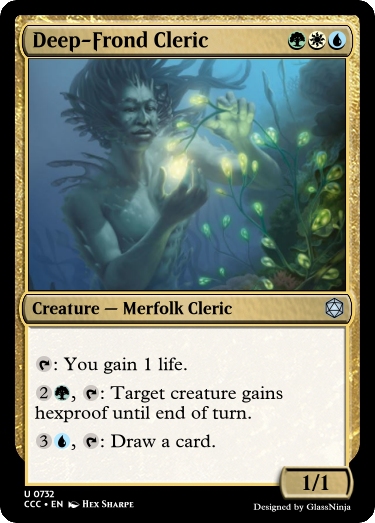 Deep-Frond Cleric
Creature — Merfolk Cleric
: You gain 1 life.
2, : Target creature gains
hexproof until end of turn.
3, : Draw a card.
1/1
U 0732
CCC • EN Hex Sharpe
Designed by GlassNinja